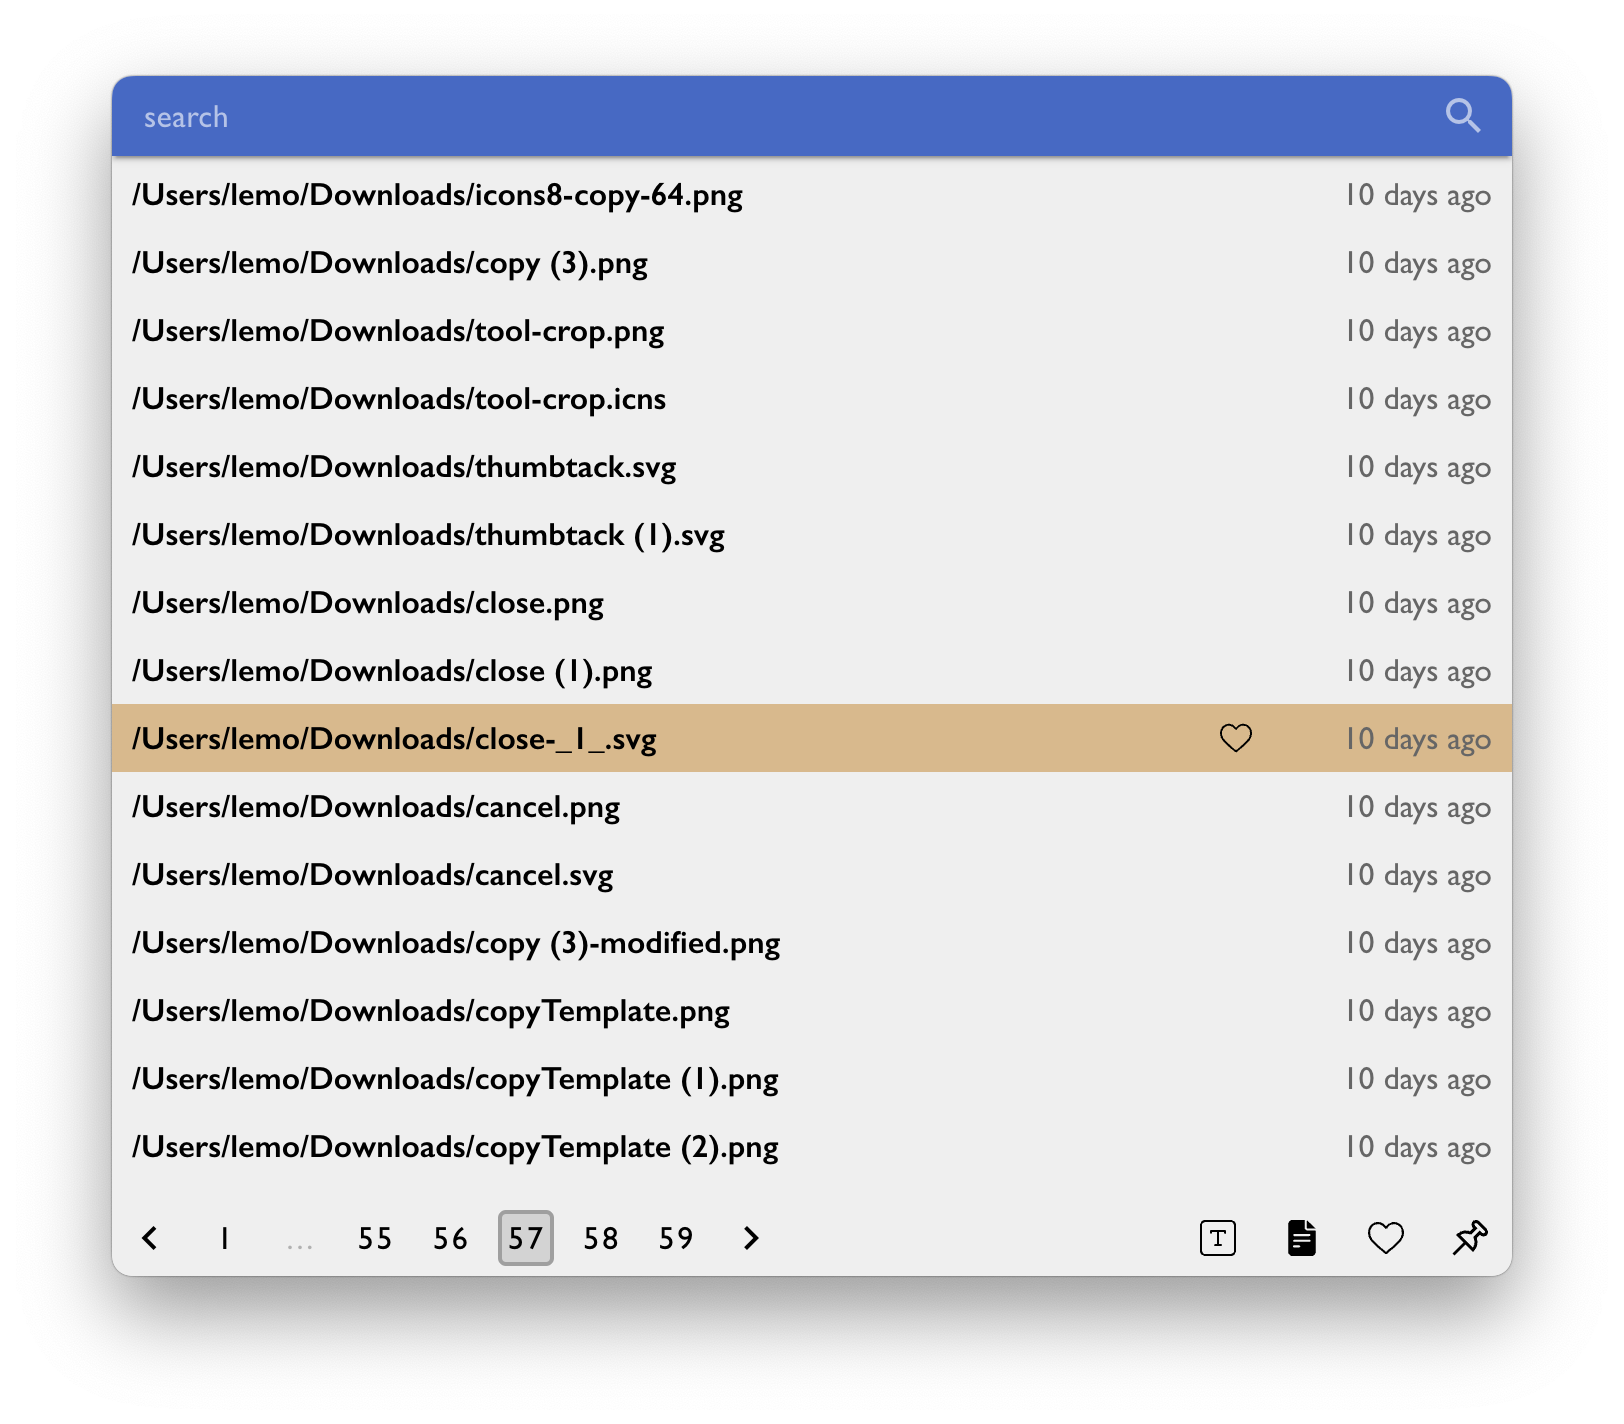 search
/Users/lemo/Downloads/icons8-copy-64.png 10 days ago
/Users/lemo/Downloads/copy (3).png 10 days ago
/Users/lemo/Downloads/tool-crop.png 10 days ago
/Users/lemo/Downloads/tool-crop.icns 10 days ago
/Users/lemo/Downloads/thumbtack.svg 10 days ago
/Users/lemo/Downloads/thumbtack (1).svg 10 days ago
/Users/lemo/Downloads/close.png 10 days ago
/Users/lemo/Downloads/close (1).png 10 days ago
/Users/lemo/Downloads/close-_1_.svg 10 days ago
/Users/lemo/Downloads/cancel.png 10 days ago
/Users/lemo/Downloads/cancel.svg 10 days ago
/Users/lemo/Downloads/copy (3)-modified.png 10 days ago
/Users/lemo/Downloads/copyTemplate.png 10 days ago
/Users/lemo/Downloads/copyTemplate (1).png 10 days ago
/Users/lemo/Downloads/copyTemplate (2).png 10 days ago
1 ... 55 56 57 58 59 T